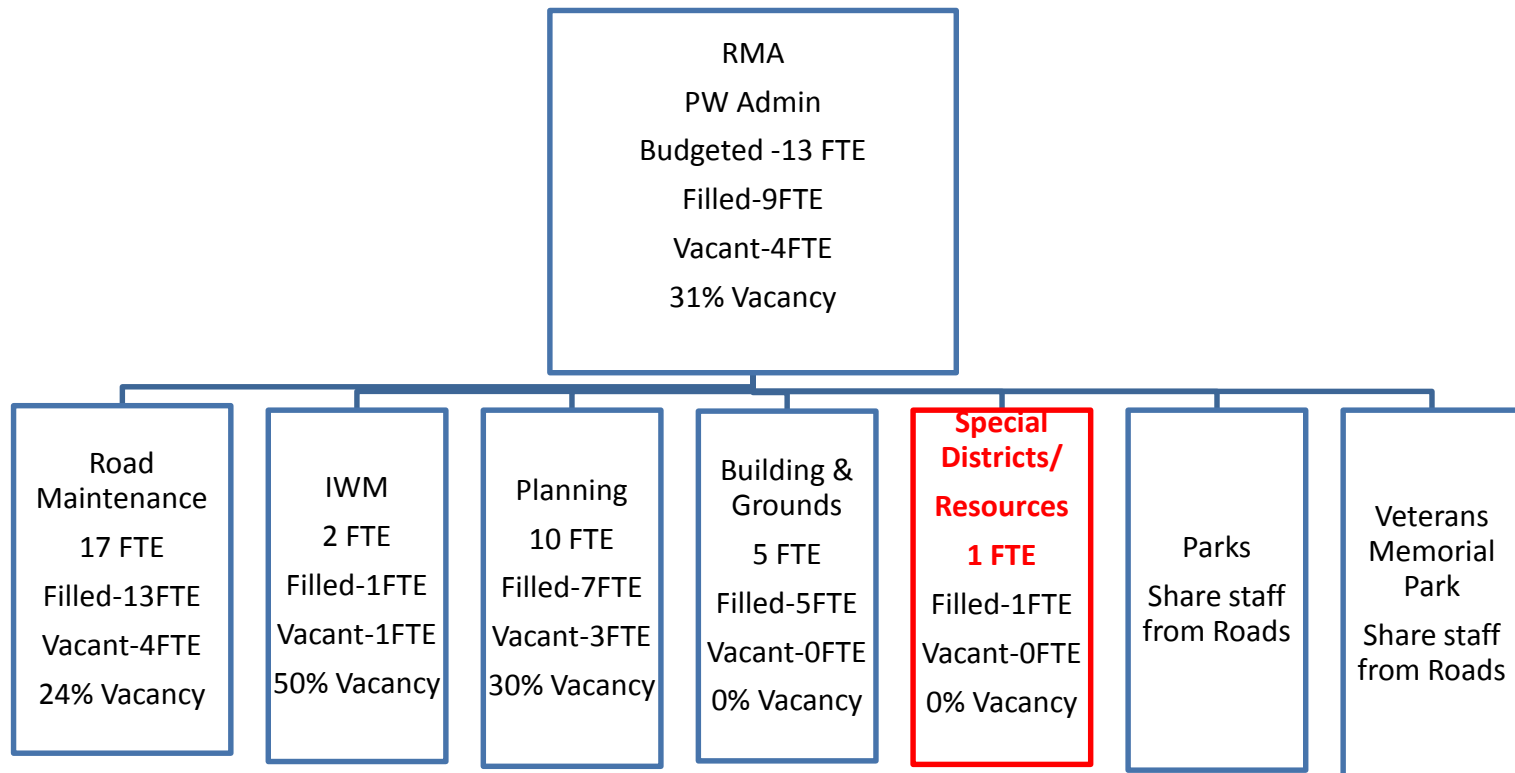 RMA
PW Admin
Budgeted -13 FTE
Filled-9FTE
Vacant-4FTE
31% Vacancy
Road
Maintenance
17 FTE
Filled-13FTE
Vacant-4FTE
24% Vacancy
IWM
2 FTE
Filled-1FTE
Vacant-1FTE
50% Vacancy
Planning
10 FTE
Filled-7FTE
Vacant-3FTE
30% Vacancy
Building &
Grounds
5 FTE
Filled-5FTE
Vacant-0FTE
0% Vacancy
Special
Districts/
Resources
1 FTE
Filled-1FTE
Vacant-0FTE
0% Vacancy
Parks
Share staff
from Roads
Veterans
Memorial
Park
Share staff
from Roads